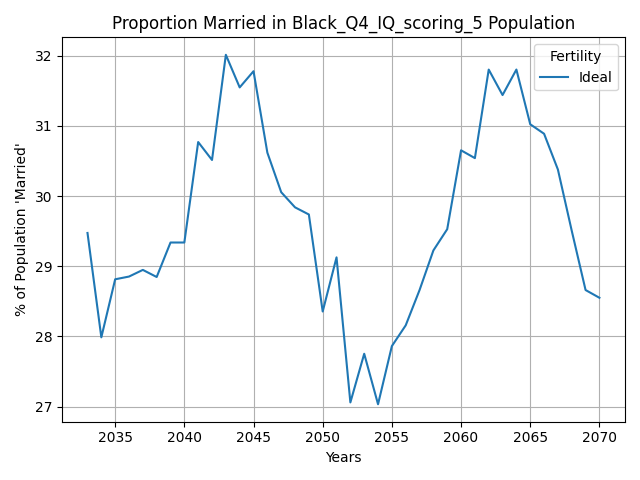 Proportion Married in Black_Q4_IQ_scoring_5 Population
Fertility
Ideal
% of Population 'Married'
32
31
30
29
28
27
2035 2040 2045 2050 2055 2060 2065 2070
Years